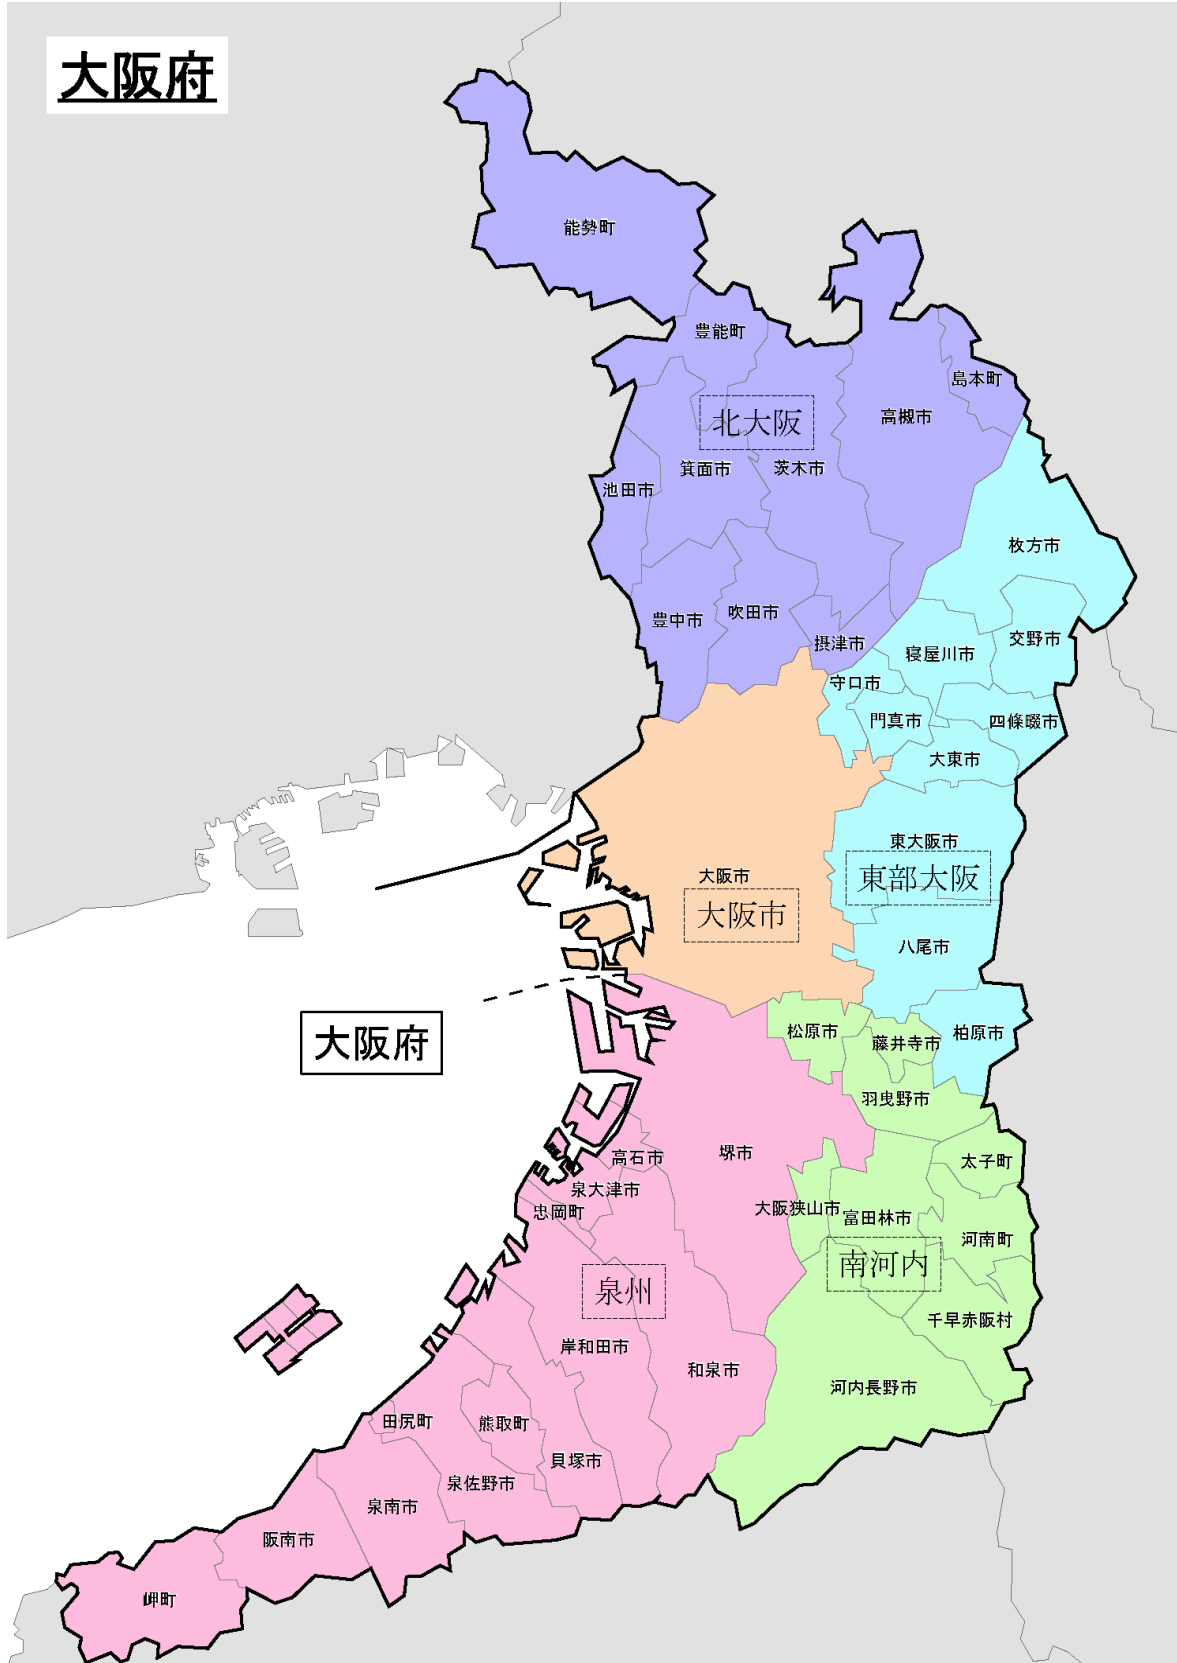 大阪府
能勢町
豊能町
島本町
高槻市
北大阪
箕面市
茨木市
池田市
枚方市
豊中市
吹田市
摂津市
交野市
寝屋川市
守口市
門真市
四條畷市
大東市
東大阪市
東部大阪
大阪市
大阪市
八尾市
大阪府
松原市
藤井寺市
柏原市
羽曳野市
堺市
高石市
太子町
泉大津市
忠岡町
大阪狭山市
富田林市
河南町
南河内
泉州
千早赤阪村
岸和田市
和泉市
河内長野市
田尻町
熊取町
貝塚市
泉佐野市
泉南市
阪南市
岬町